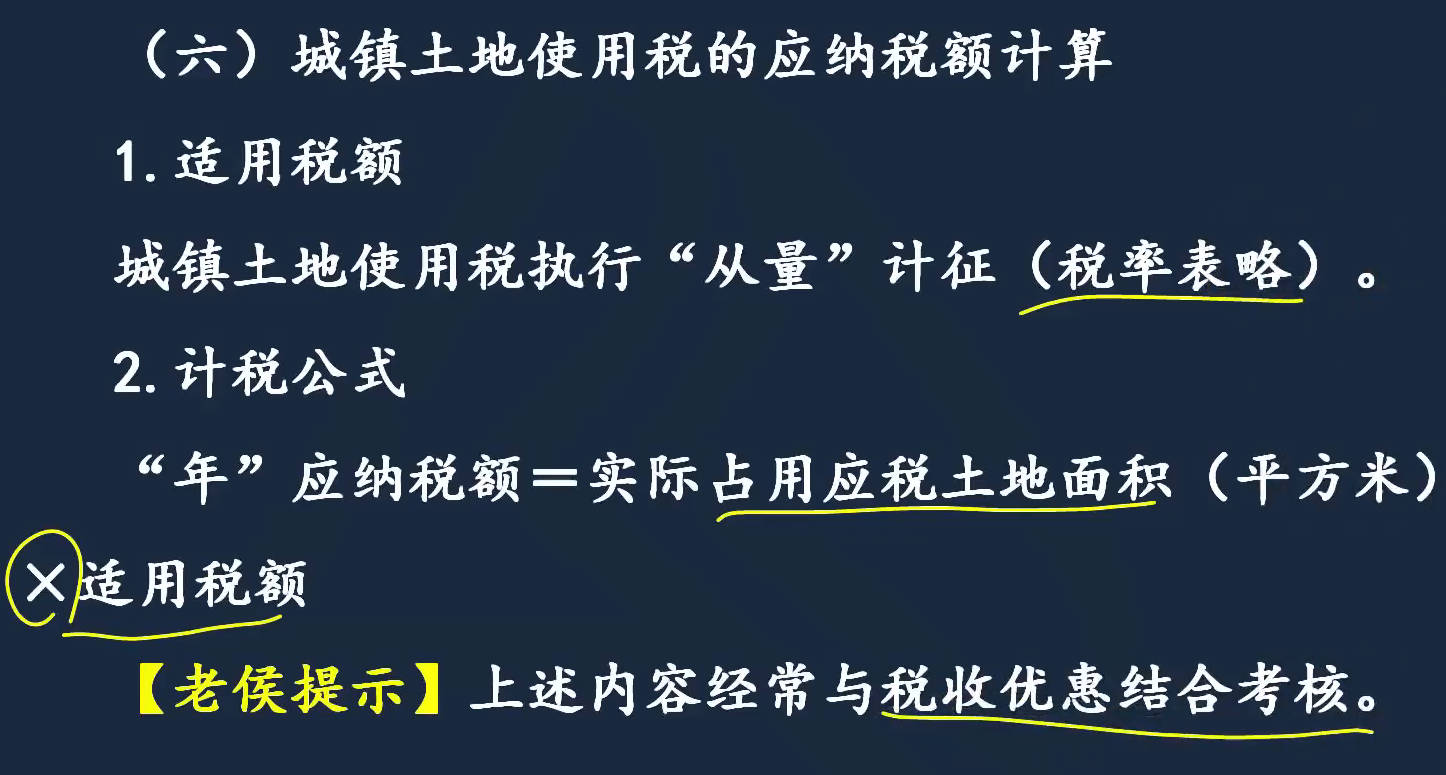 （六）城镇土地使用税的应纳税额计算
1.适用税额
城镇土地使用税执行“从量”计征（税率表略）。
2.计税公式
“年”应纳税额＝实际占用应税土地面积（平方米）
×适用税额
【老侯提示】上述内容经常与税收优惠结合考核。